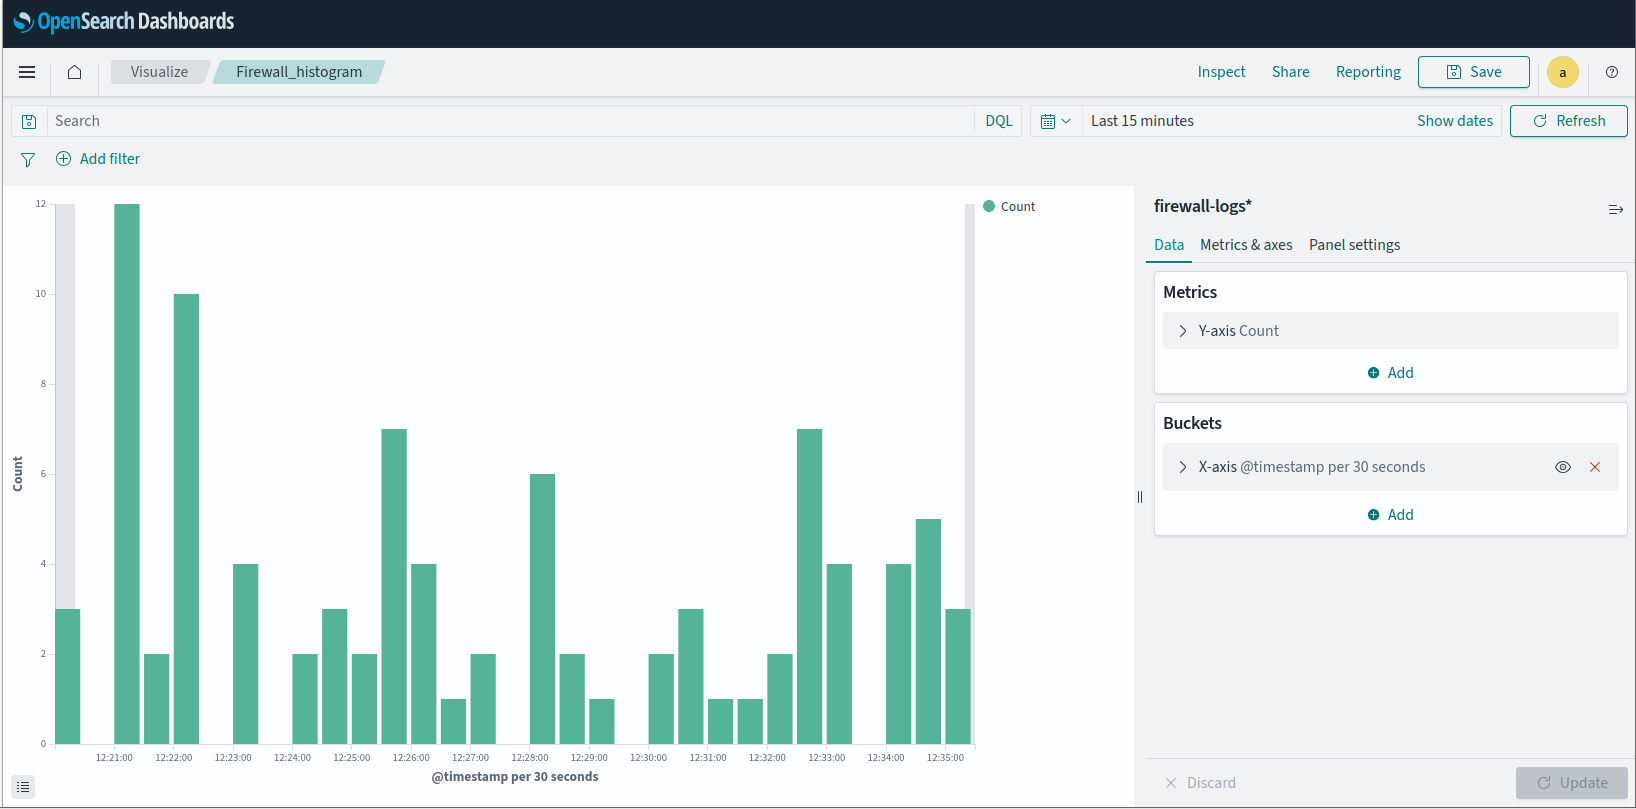 OpenSearch Dashboards
Visualize Firewall_histogram Inspect Share Reporting Save a
Search DQL Last 15 minutes Show dates Refresh
Add filter
12
10
8
6
4
2
0
Count
12:21:00 12:22:00 12:23:00 12:24:00 12:25:00 12:26:00 12:27:00 12:28:00 12:29:00 12:30:00 12:31:00 12:32:00 12:33:00 12:34:00 12:35:00
@timestamp per 30 seconds
Count
firewall-logs*
Data Metrics & axes Panel settings
Metrics
Y-axis Count
Add
Buckets
X-axis @timestamp per 30 seconds
Add
Discard Update